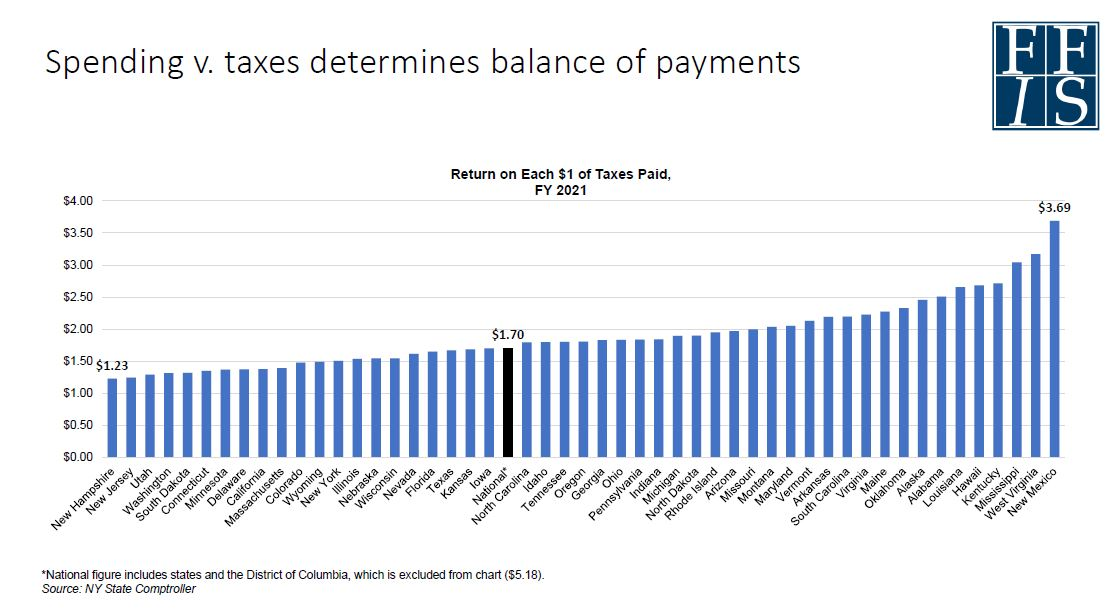 Spending v. taxes determines balance of payments
F F
I S
Return on Each $1 of Taxes Paid,
FY 2021
$4.00
$3.50
$3.00
$2.50
$2.00
$1.50
$1.00
$0.50
$0.00
$1.23
$1.70
$3.69
New Hampshire
New Jersey
Utah
Washington
South Dakota
Connecticut
Minnesota
Delaware
California
Massachusetts
Colorado
Wyoming
New York
Illinois
Nebraska
Wisconsin
Nevada
Florida
Texas
Kansas
Iowa
National*
North Carolina
Idaho
Tennessee
Oregon
Georgia
Ohio
Pennsylvania
Indiana
Michigan
North Dakota
Rhode Island
Arizona
Missouri
Montana
Maryland
Vermont
Arkansas
South Carolina
Virginia
Maine
Oklahoma
Alaska
Alabama
Louisiana
Hawaii
Kentucky
Mississippi
West Virginia
New Mexico
*National figure includes states and the District of Columbia, which is excluded from chart ($5.18).
Source: NY State Comptroller